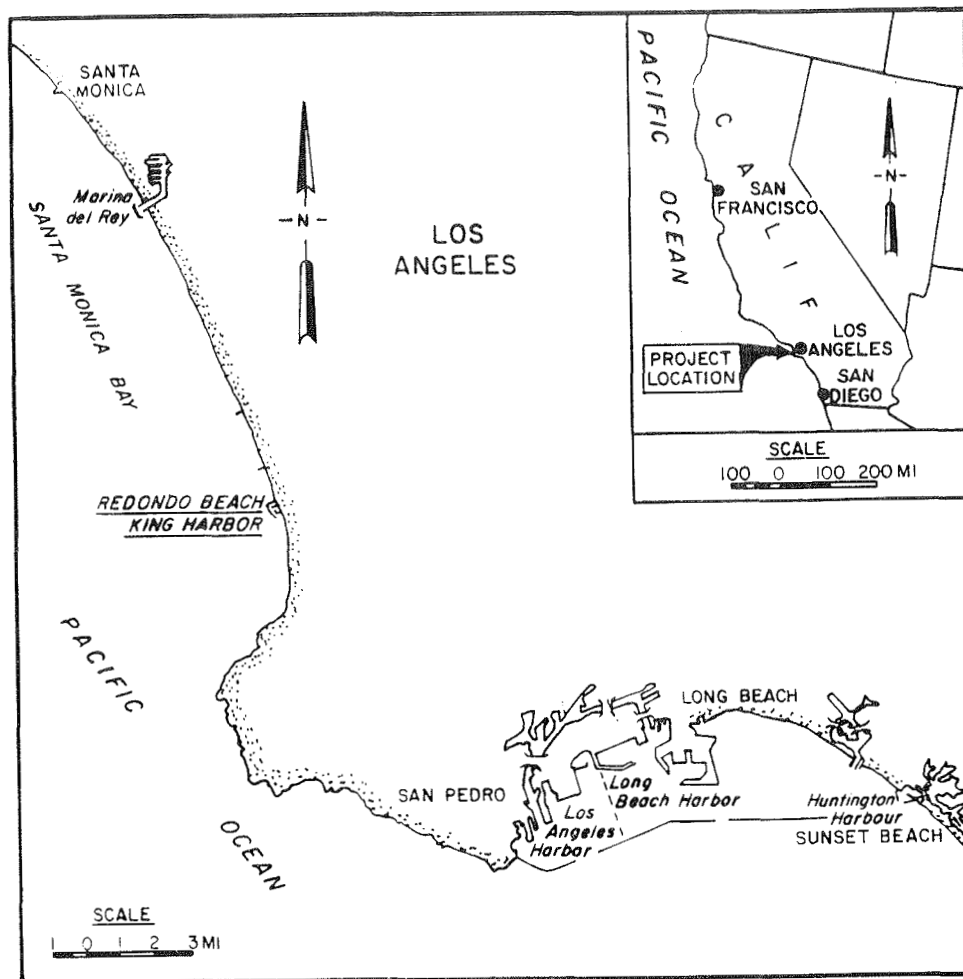 SANTA
MONICA
Marina
del Rey
SANTA MONICA BAY
- N -
LOS
ANGELES
REDONDO BEACH
KING HARBOR
PACIFIC
OCEAN
SAN PEDRO
Los
Angeles
Harbor
Long
Beach Harbor
LONG BEACH
Huntington
Harbour
SUNSET BEACH
SCALE
1 0 1 2 3 MI
PACIFIC
OCEAN
CALIF
- N -
SAN
FRANCISCO
LOS
ANGELES
PROJECT
LOCATION
SAN
DIEGO
SCALE
100 0 100 200 MI